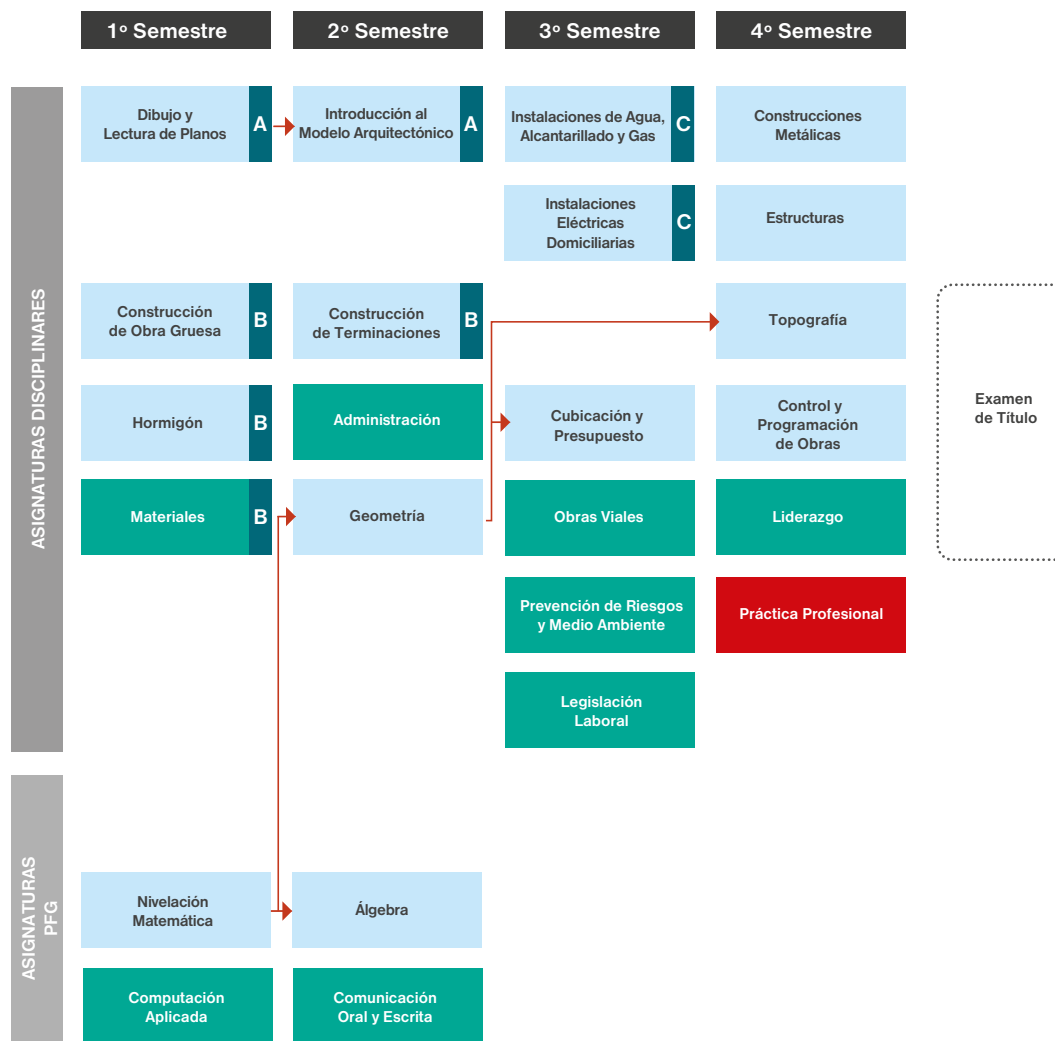 1º Semestre
2º Semestre
3º Semestre
4º Semestre
ASIGNATURAS DISCIPLINARES
Dibujo y
Lectura de Planos
A
Introducción al
Modelo Arquitectónico
A
Instalaciones de Agua,
Alcantarillado y Gas
C
Construcciones
Metálicas
Instalaciones
Eléctricas
Domiciliarias
C
Estructuras
Construcción
de Obra Gruesa
B
Construcción
de Terminaciones
B
Topografía
Hormigón
B
Administración
Cubicación y
Presupuesto
Control y
Programación
de Obras
Examen
de Título
Materiales
B
Geometría
Obras Viales
Liderazgo
Prevención de Riesgos
y Medio Ambiente
Práctica Profesional
Legislación
Laboral
ASIGNATURAS
PFG
Nivelación
Matemática
Álgebra
Computación
Aplicada
Comunicación
Oral y Escrita